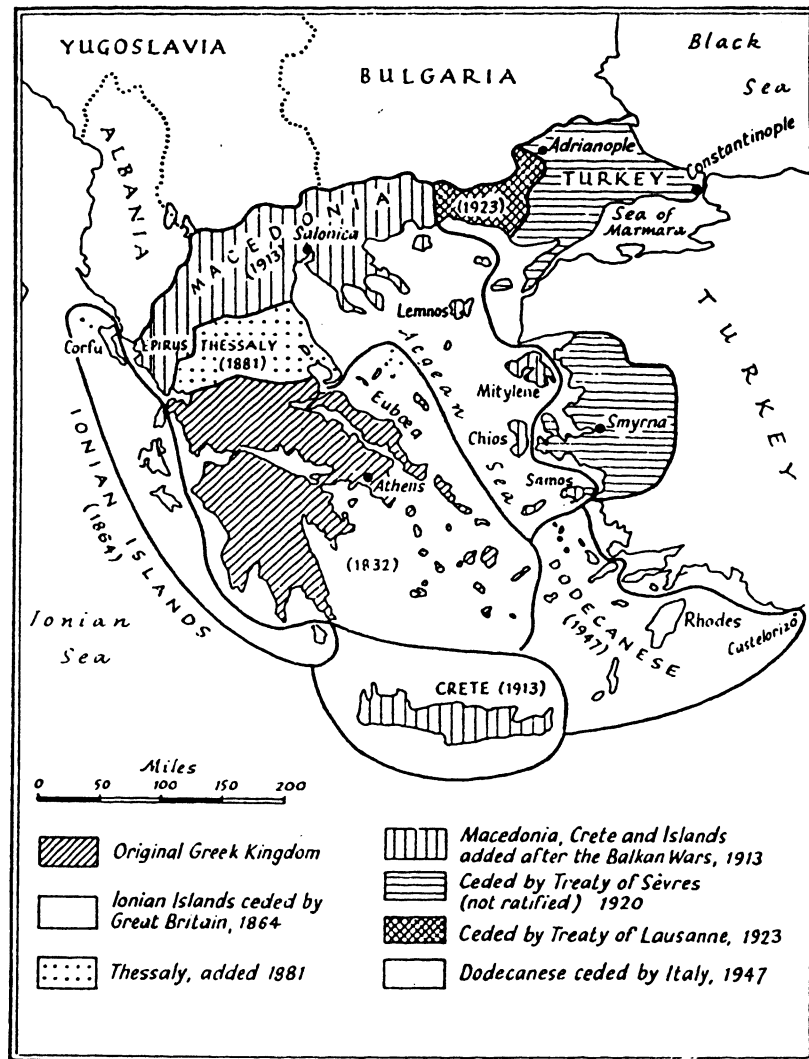 YUGOSLAVIA
BULGARIA
Black
Sea
ALBANIA
Adrianople
Constantinople
TURKEY
(1923)
Sea of
Marmara
MACEDONIA
(1913)
Salonica
TURKEY
Lemnos
Corfu
EPIRUS
THESSALY
(1881)
Aegean
Sea
Mitylene
Euboea
Smyrna
Chios
IONIAN ISLANDS
(1864)
Athens
Samos
(1832)
DODECANESE
(1947)
Ionian
Sea
Rhodes
Castelorizo
CRETE (1913)
Miles
0 50 100 150 200
Original Greek Kingdom
Ionian Islands ceded by
Great Britain, 1864
Thessaly, added 1881
Macedonia, Crete and Islands
added after the Balkan Wars, 1913
Ceded by Treaty of Sèvres
(not ratified) 1920
Ceded by Treaty of Lausanne, 1923
Dodecanese ceded by Italy, 1947